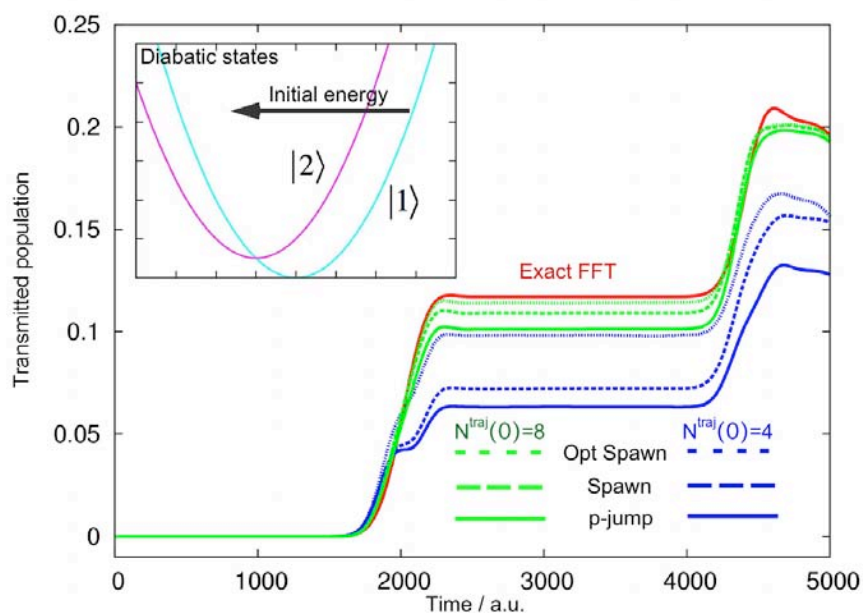 0.25
0.2
0.15
0.1
0.05
0
Transmitted population
Diabatic states
Initial energy
|2⟩
|1⟩
Exact FFT
N^traj(0)=8
N^traj(0)=4
Opt Spawn
Spawn
p-jump
0
1000
2000
3000
4000
5000
Time / a.u.